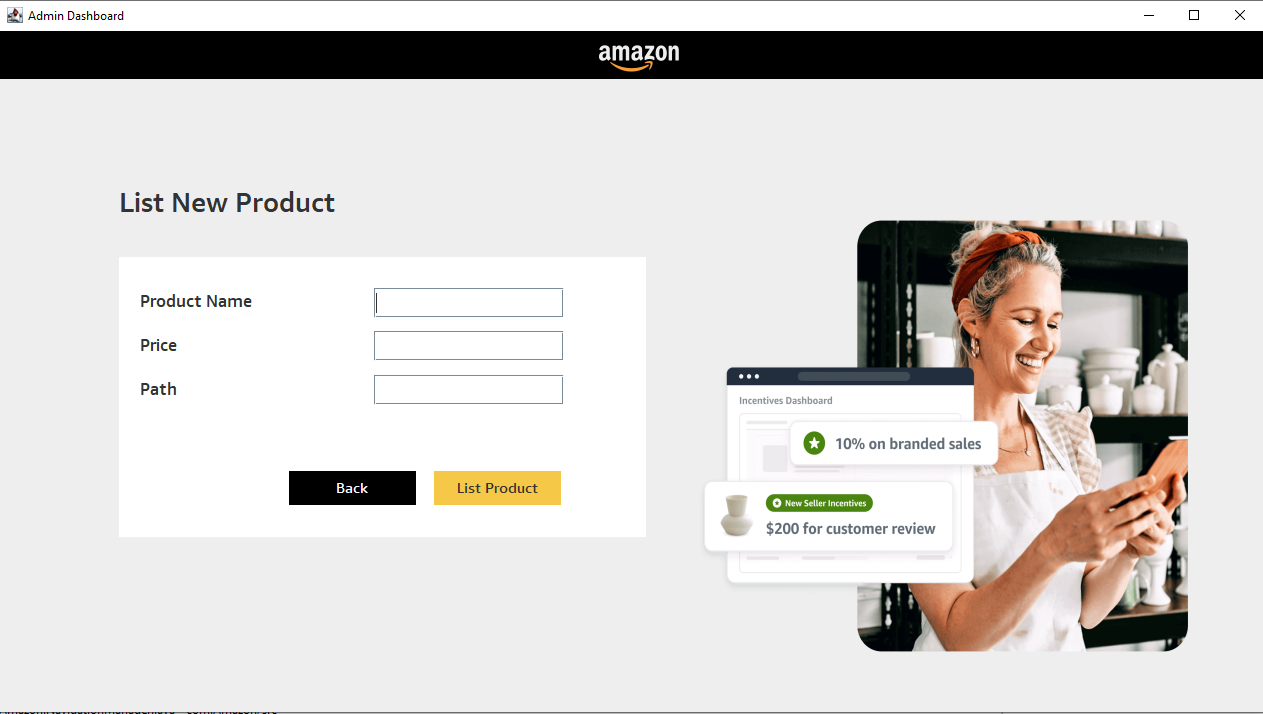 Admin Dashboard
amazon
List New Product
Product Name
Price
Path
Back
List Product
Incentives Dashboard
10% on branded sales
New Seller Incentives
$200 for customer review